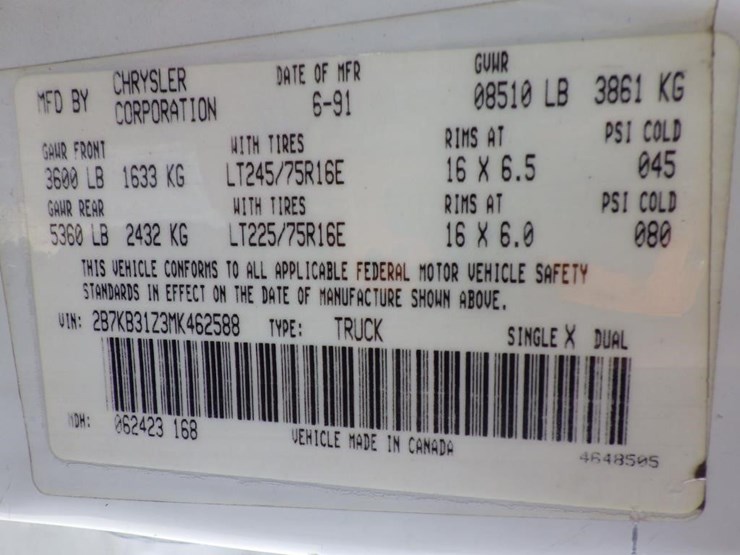 MFD BY CHRYSLER CORPORATION DATE OF MFR 6-91 GVWR 08510 LB 3861 KG
GAWR FRONT WITH TIRES RIMS AT PSI COLD
3600 LB 1633 KG LT245/75R16E 16 X 6.5 045
GAWR REAR WITH TIRES RIMS AT PSI COLD
5360 LB 2432 KG LT225/75R16E 16 X 6.0 080
THIS VEHICLE CONFORMS TO ALL APPLICABLE FEDERAL MOTOR VEHICLE SAFETY
STANDARDS IN EFFECT ON THE DATE OF MANUFACTURE SHOWN ABOVE.
VIN: 2B7KB31Z3MK462588 TYPE: TRUCK SINGLE X DUAL
MDH: 062423 168 VEHICLE MADE IN CANADA 4648505